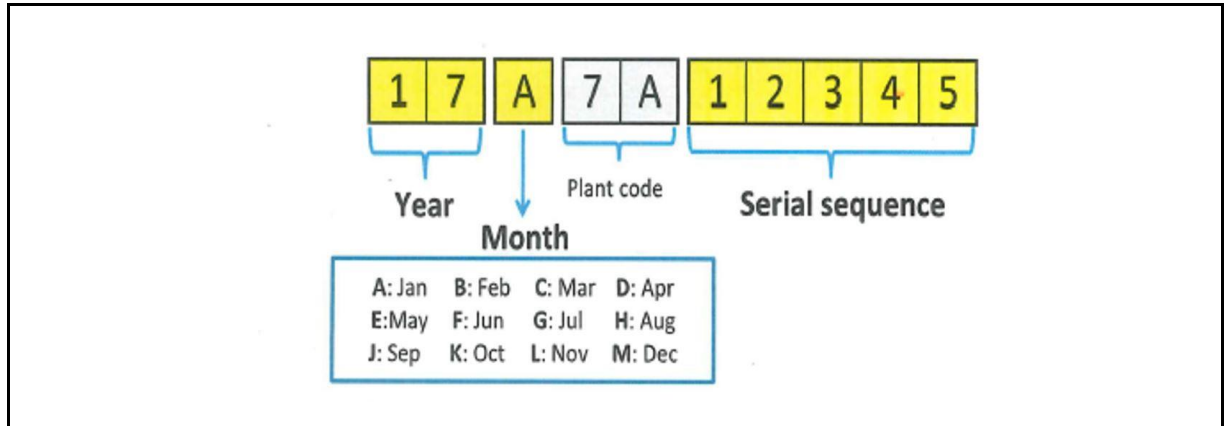 1 7 A 7 A 1 2 3 4 5
Year
Plant code
Serial sequence
Month
A: Jan B: Feb C: Mar D: Apr
E:May F: Jun G: Jul H: Aug
J: Sep K: Oct L: Nov M: Dec